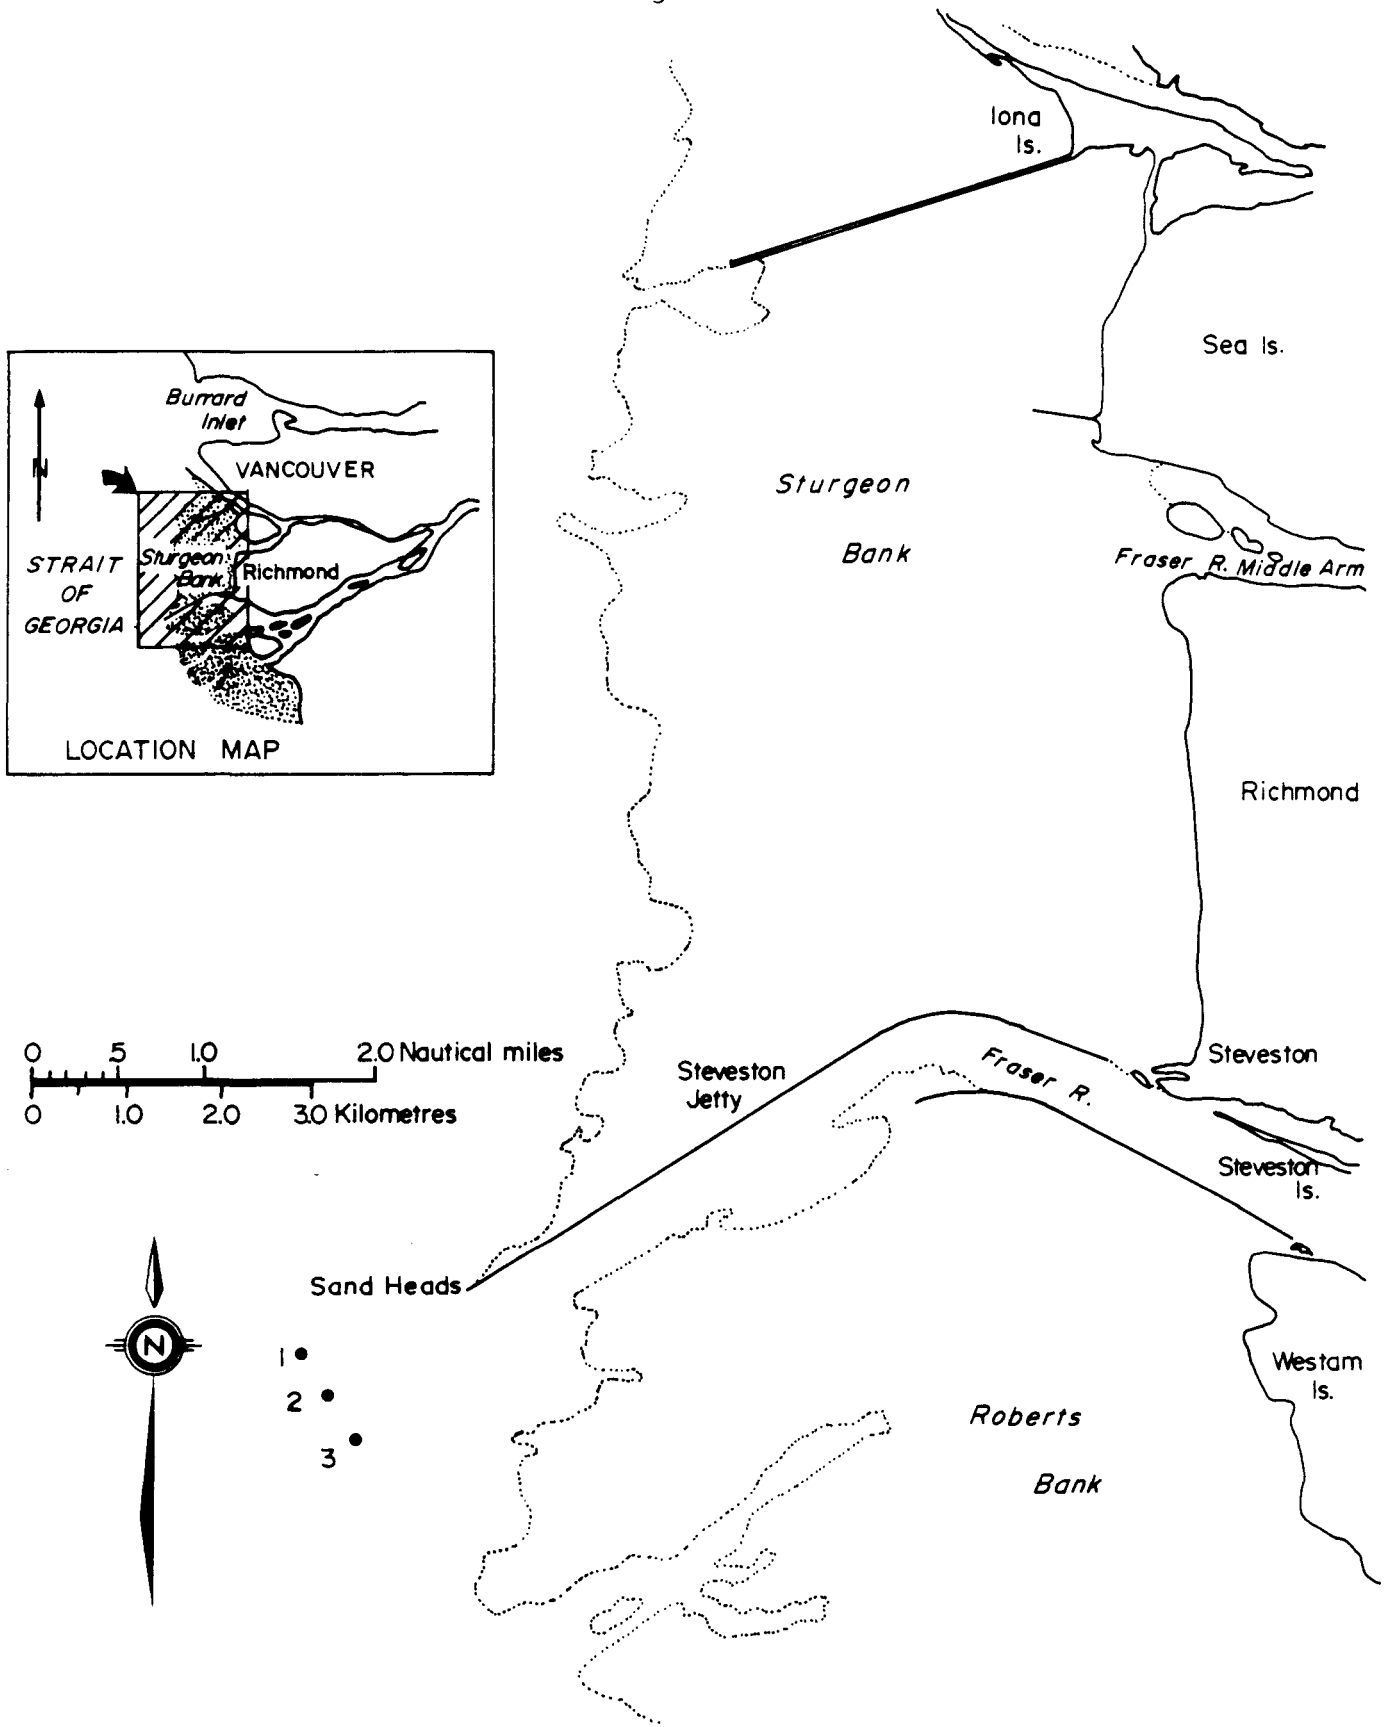 Iona
Is.
Sea Is.
Burrard
Inlet
N
VANCOUVER
STRAIT
OF
GEORGIA
Sturgeon
Bank
Richmond
LOCATION MAP
Sturgeon
Bank
Fraser R. Middle Arm
Richmond
0 .5 1.0 2.0 Nautical miles
0 1.0 2.0 3.0 Kilometres
Steveston
Jetty
Fraser R.
Steveston
Steveston
Is.
Sand Heads
N
1
2
3
Westam
Is.
Roberts
Bank